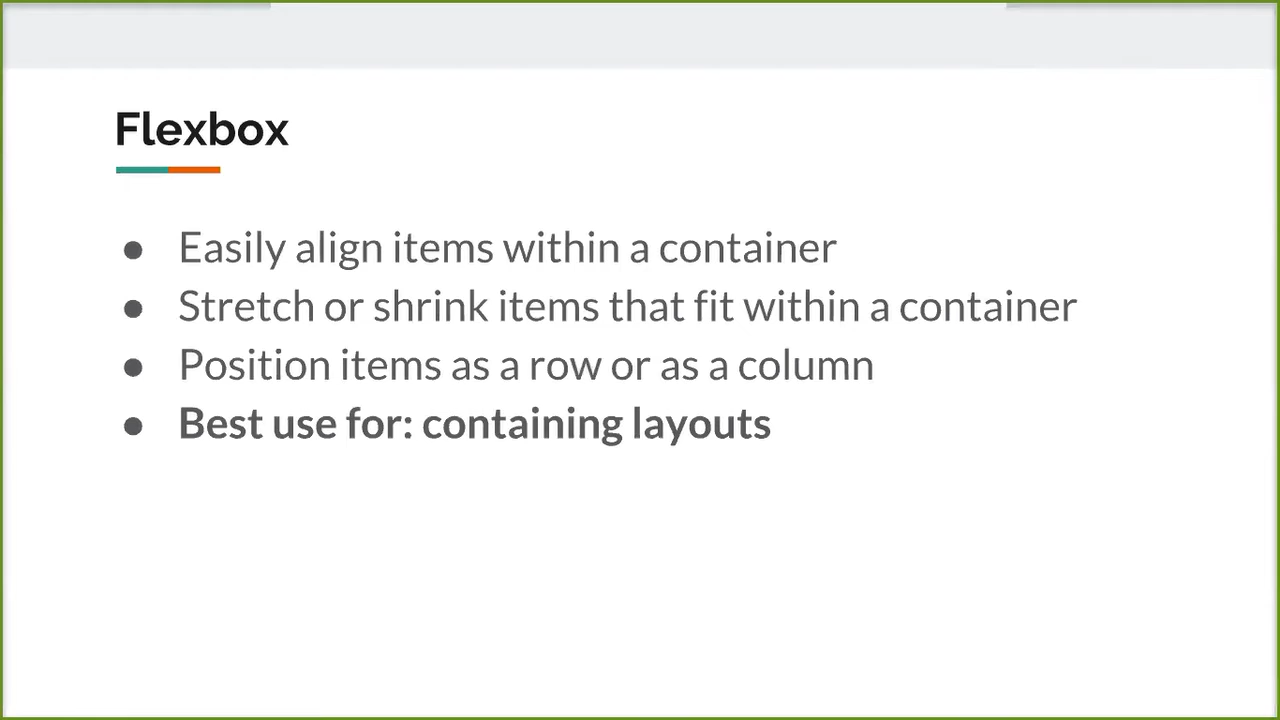 Flexbox
● Easily align items within a container
● Stretch or shrink items that fit within a container
● Position items as a row or as a column
● Best use for: containing layouts